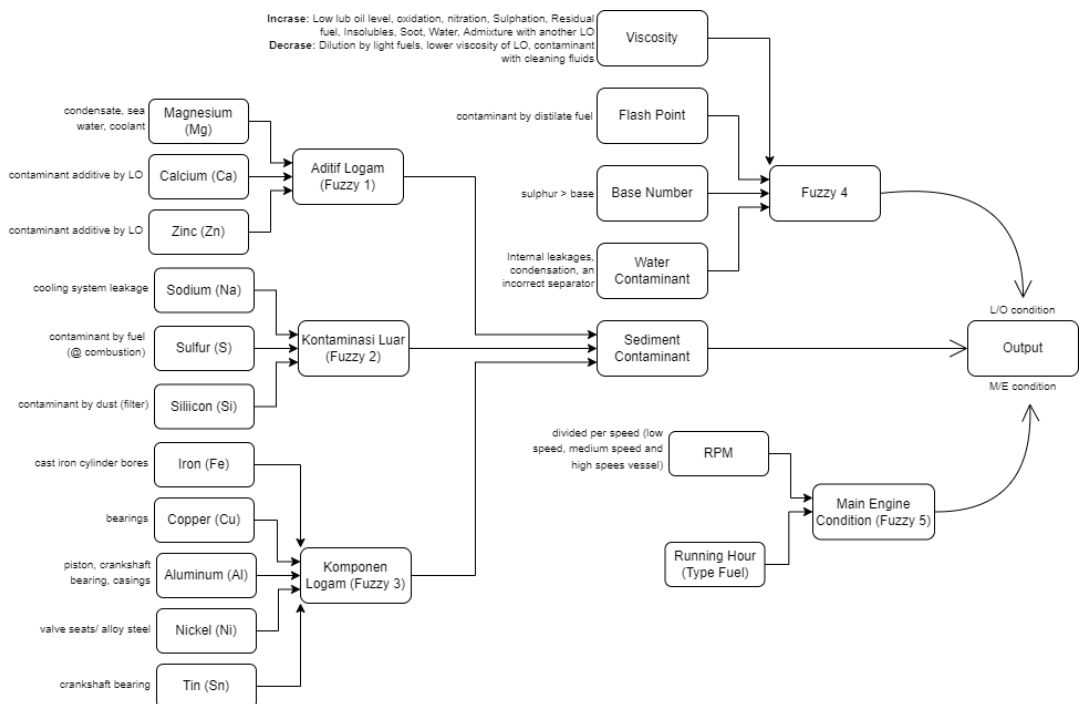 Incrase: Low lub oil level, oxidation, nitration, Sulphation, Residual
fuel, Insolubles, Soot, Water, Admixture with another LO
Decrase: Dilution by light fuels, lower viscosity of LO, contaminant
with cleaning fluids
Viscosity
condensate, sea
water, coolant
Magnesium
(Mg)
contaminant additive by LO
Calcium (Ca)
contaminant additive by LO
Zinc (Zn)
Aditif Logam
(Fuzzy 1)
contaminant by distilate fuel
Flash Point
sulphur > base
Base Number
Internal leakages,
condensation, an
incorrect separator
Water
Contaminant
Fuzzy 4
cooling system leakage
Sodium (Na)
contaminant by fuel
(@ combustion)
Sulfur (S)
contaminant by dust (filter)
Siliicon (Si)
Kontaminasi Luar
(Fuzzy 2)
Sediment
Contaminant
L/O condition
Output
M/E condition
cast iron cylinder bores
Iron (Fe)
bearings
Copper (Cu)
piston, crankshaft
bearing, casings
Aluminum (Al)
valve seats/ alloy steel
Nickel (Ni)
crankshaft bearing
Tin (Sn)
Komponen
Logam (Fuzzy 3)
divided per speed (low
speed, medium speed and
high spees vessel)
RPM
Running Hour
(Type Fuel)
Main Engine
Condition (Fuzzy 5)